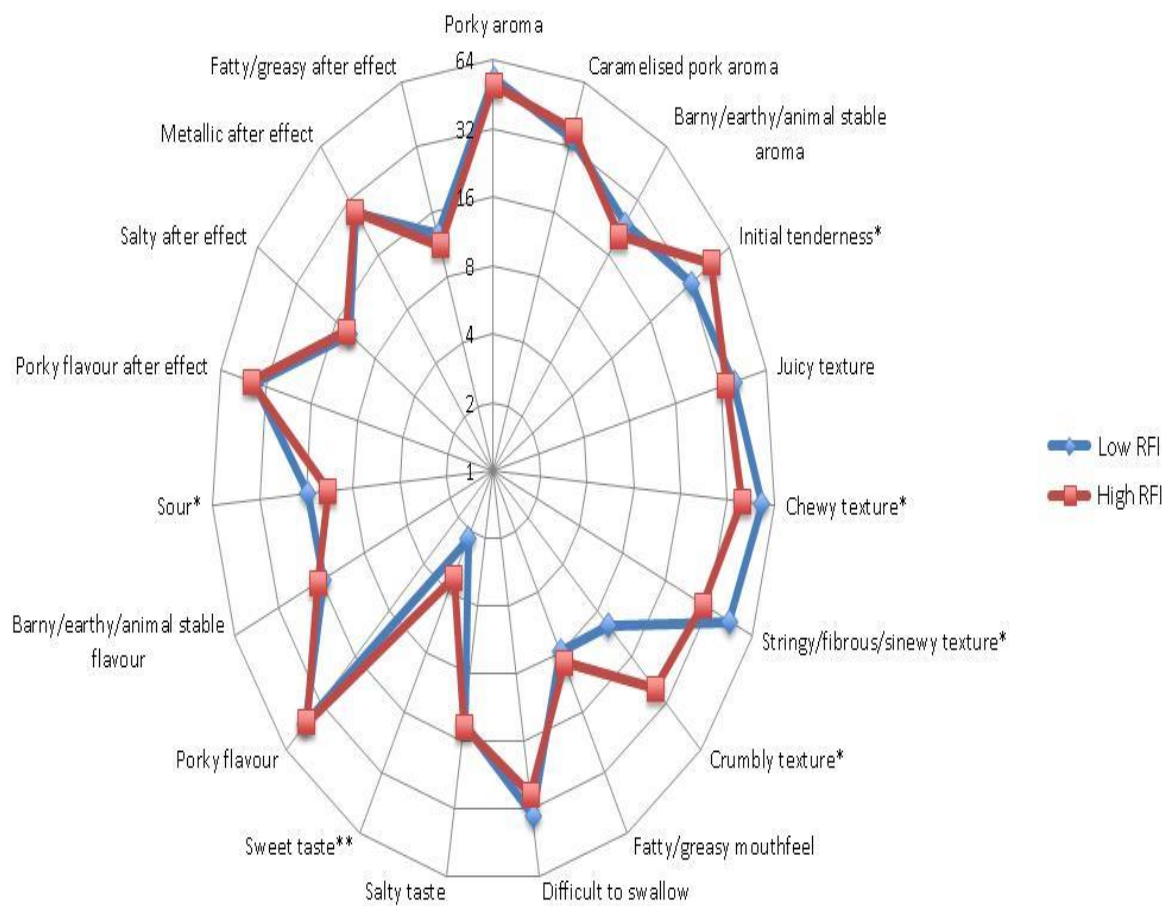 Porky aroma
64
Fatty/greasy after effect
Caramelised pork aroma
Metallic after effect
32
Barny/earthy/animal stable
aroma
16
Salty after effect
Initial tenderness*
8
4
Porky flavour after effect
Juicy texture
2
Low RFI
1
High RFI
Sour*
Chewy texture*
Barny/earthy/animal stable
flavour
Stringy/fibrous/sinewy texture*
Porky flavour
Crumbly texture*
Sweet taste**
Fatty/greasy mouthfeel
Salty taste
Difficult to swallow